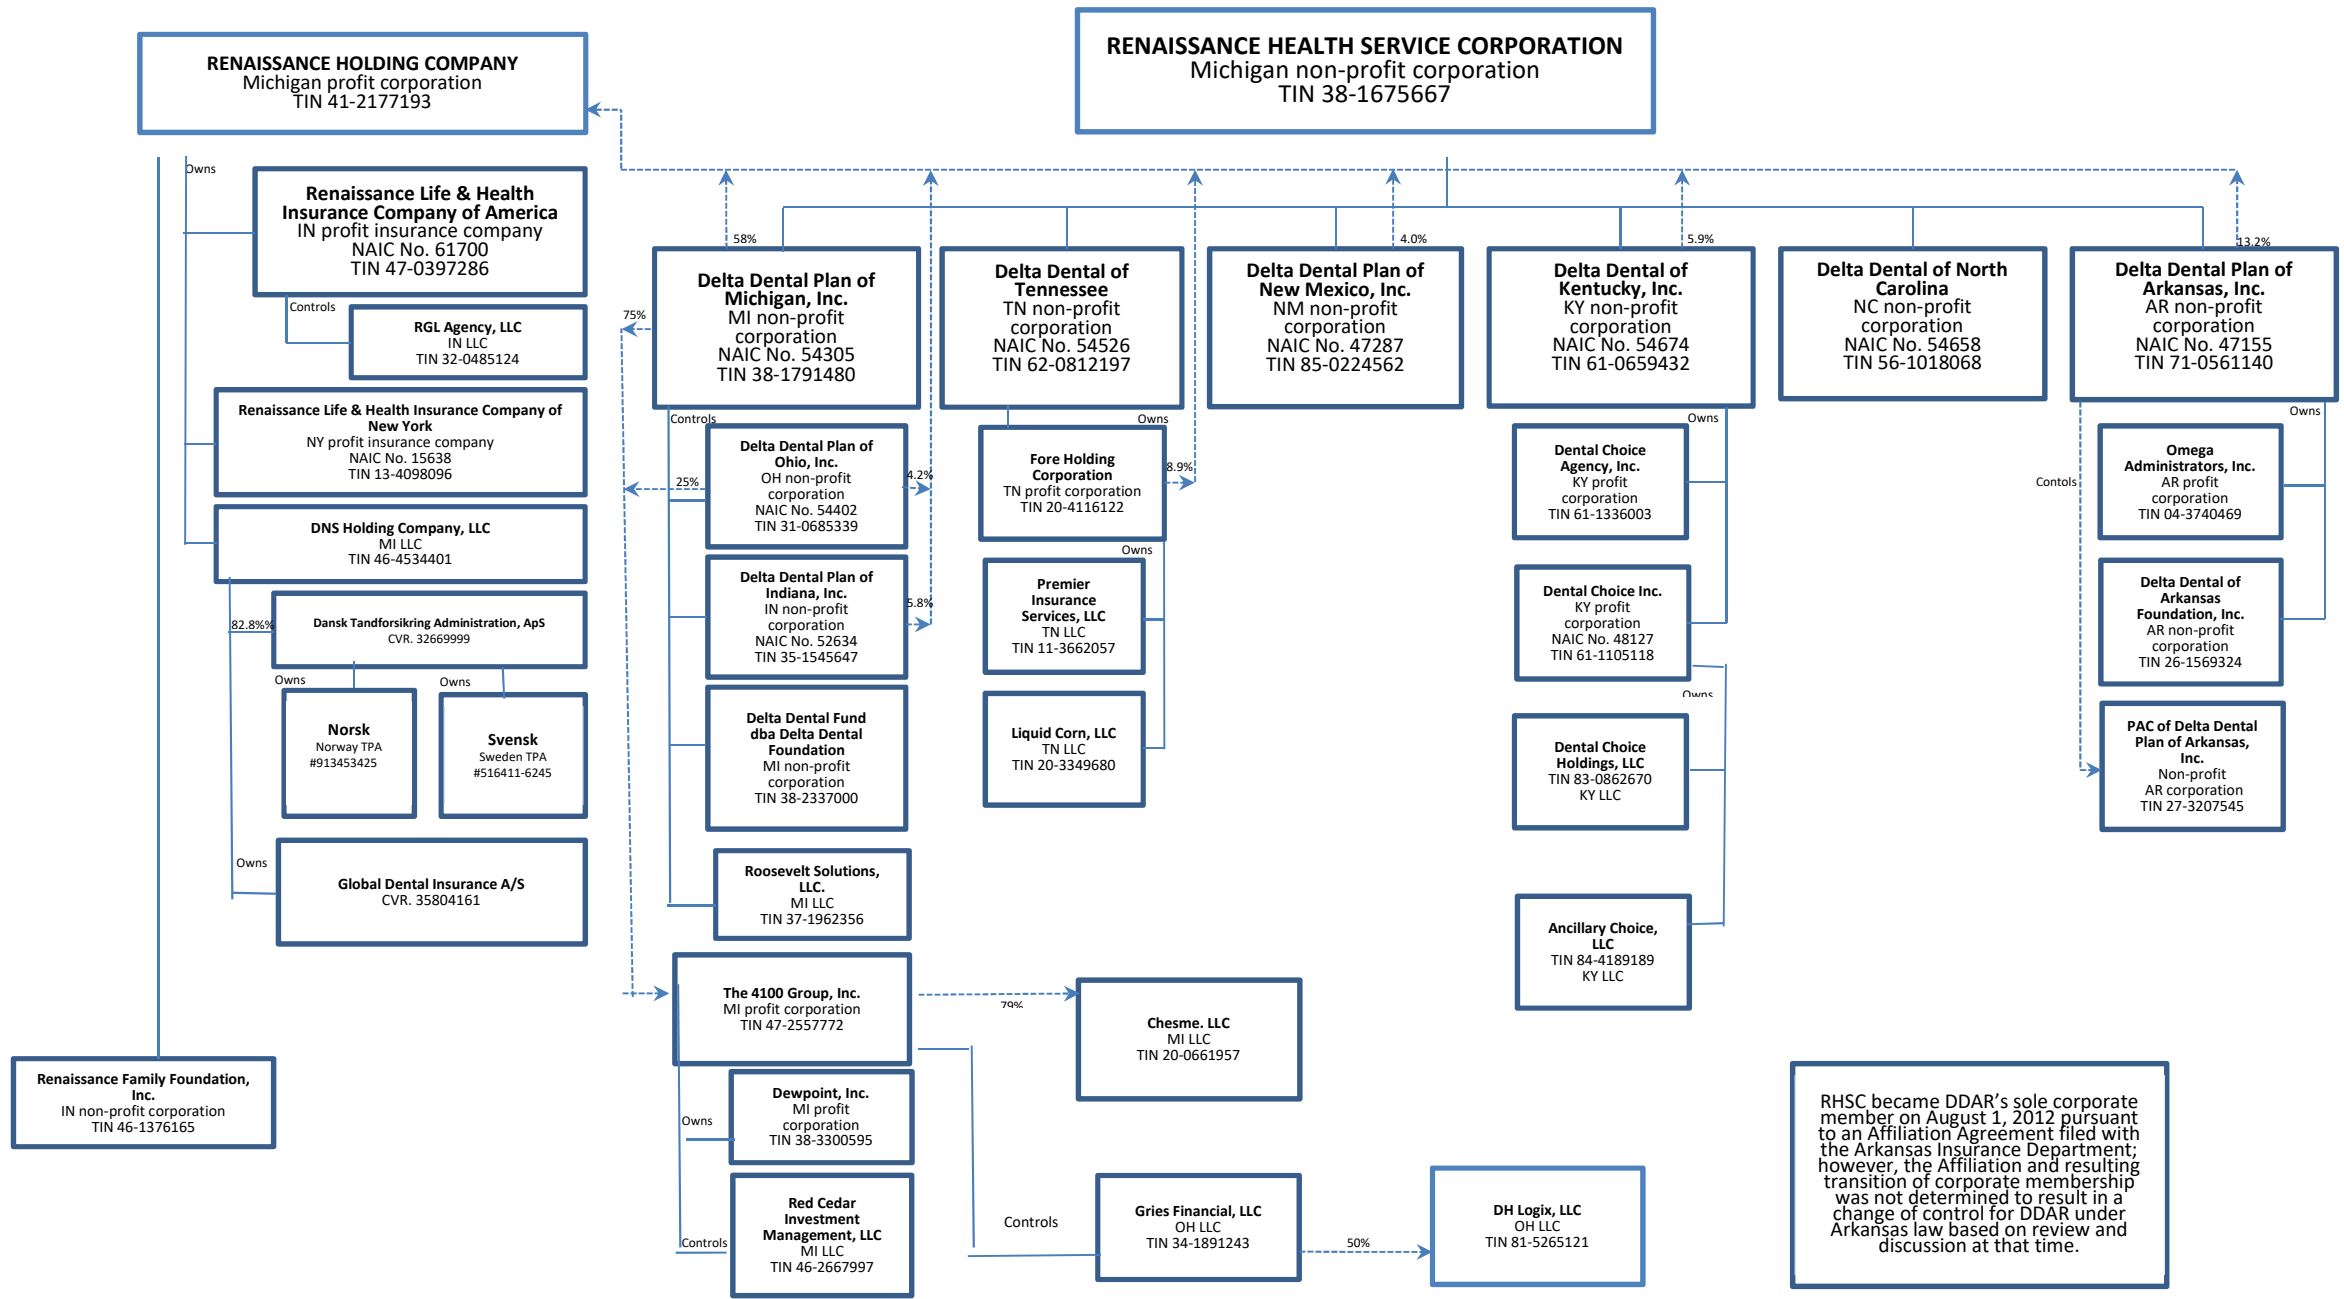 RENAISSANCE HOLDING COMPANY
Michigan profit corporation
TIN 41-2177193
RENAISSANCE HEALTH SERVICE CORPORATION
Michigan non-profit corporation
TIN 38-1675667
Owns
Renaissance Life & Health
Insurance Company of America
IN profit insurance company
NAIC No. 61700
TIN 47-0397286
Controls
RGL Agency, LLC
IN LLC
TIN 32-0485124
Renaissance Life & Health Insurance Company of
New York
NY profit insurance company
NAIC No. 15638
TIN 13-4098096
DNS Holding Company, LLC
MI LLC
TIN 46-4534401
82.8%%
Dansk Tandforsikring Administration, ApS
CVR. 32669999
Owns
Owns
Norsk
Norway TPA
#913453425
Svensk
Sweden TPA
#516411-6245
Owns
Global Dental Insurance A/S
CVR. 35804161
Renaissance Family Foundation,
Inc.
IN non-profit corporation
TIN 46-1376165
58%
Delta Dental Plan of
Michigan, Inc.
MI non-profit
corporation
NAIC No. 54305
TIN 38-1791480
75%
Controls
Delta Dental Plan of
Ohio, Inc.
OH non-profit
corporation
NAIC No. 54402
TIN 31-0685339
25%
4.2%
Delta Dental Plan of
Indiana, Inc.
IN non-profit
corporation
NAIC No. 52634
TIN 35-1545647
5.8%
Delta Dental Fund
dba Delta Dental
Foundation
MI non-profit
corporation
TIN 38-2337000
Roosevelt Solutions,
LLC.
MI LLC
TIN 37-1962356
The 4100 Group, Inc.
MI profit corporation
TIN 47-2557772
79%
Chesme. LLC
MI LLC
TIN 20-0661957
Owns
Dewpoint, Inc.
MI profit
corporation
TIN 38-3300595
Controls
Red Cedar
Investment
Management, LLC
MI LLC
TIN 46-2667997
Controls
Gries Financial, LLC
OH LLC
TIN 34-1891243
50%
DH Logix, LLC
OH LLC
TIN 81-5265121
Delta Dental of
Tennessee
TN non-profit
corporation
NAIC No. 54526
TIN 62-0812197
Owns
Fore Holding
Corporation
TN profit corporation
TIN 20-4116122
8.9%
Owns
Premier
Insurance
Services, LLC
TN LLC
TIN 11-3662057
Liquid Corn, LLC
TN LLC
TIN 20-3349680
4.0%
Delta Dental Plan of
New Mexico, Inc.
NM non-profit
corporation
NAIC No. 47287
TIN 85-0224562
5.9%
Delta Dental of
Kentucky, Inc.
KY non-profit
corporation
NAIC No. 54674
TIN 61-0659432
Owns
Dental Choice
Agency, Inc.
KY profit
corporation
TIN 61-1336003
Dental Choice Inc.
KY profit
corporation
NAIC No. 48127
TIN 61-1105118
Owns
Dental Choice
Holdings, LLC
TIN 83-0862670
KY LLC
Ancillary Choice,
LLC
TIN 84-4189189
KY LLC
Delta Dental of North
Carolina
NC non-profit
corporation
NAIC No. 54658
TIN 56-1018068
13.2%
Delta Dental Plan of
Arkansas, Inc.
AR non-profit
corporation
NAIC No. 47155
TIN 71-0561140
Owns
Contols
Omega
Administrators, Inc.
AR profit
corporation
TIN 04-3740469
Delta Dental of
Arkansas
Foundation, Inc.
AR non-profit
corporation
TIN 26-1569324
PAC of Delta Dental
Plan of Arkansas,
Inc.
Non-profit
AR corporation
TIN 27-3207545
RHSC became DDAR’s sole corporate
member on August 1, 2012 pursuant
to an Affiliation Agreement filed with
the Arkansas Insurance Department;
however, the Affiliation and resulting
transition of corporate membership
was not determined to result in a
change of control for DDAR under
Arkansas law based on review and
discussion at that time.